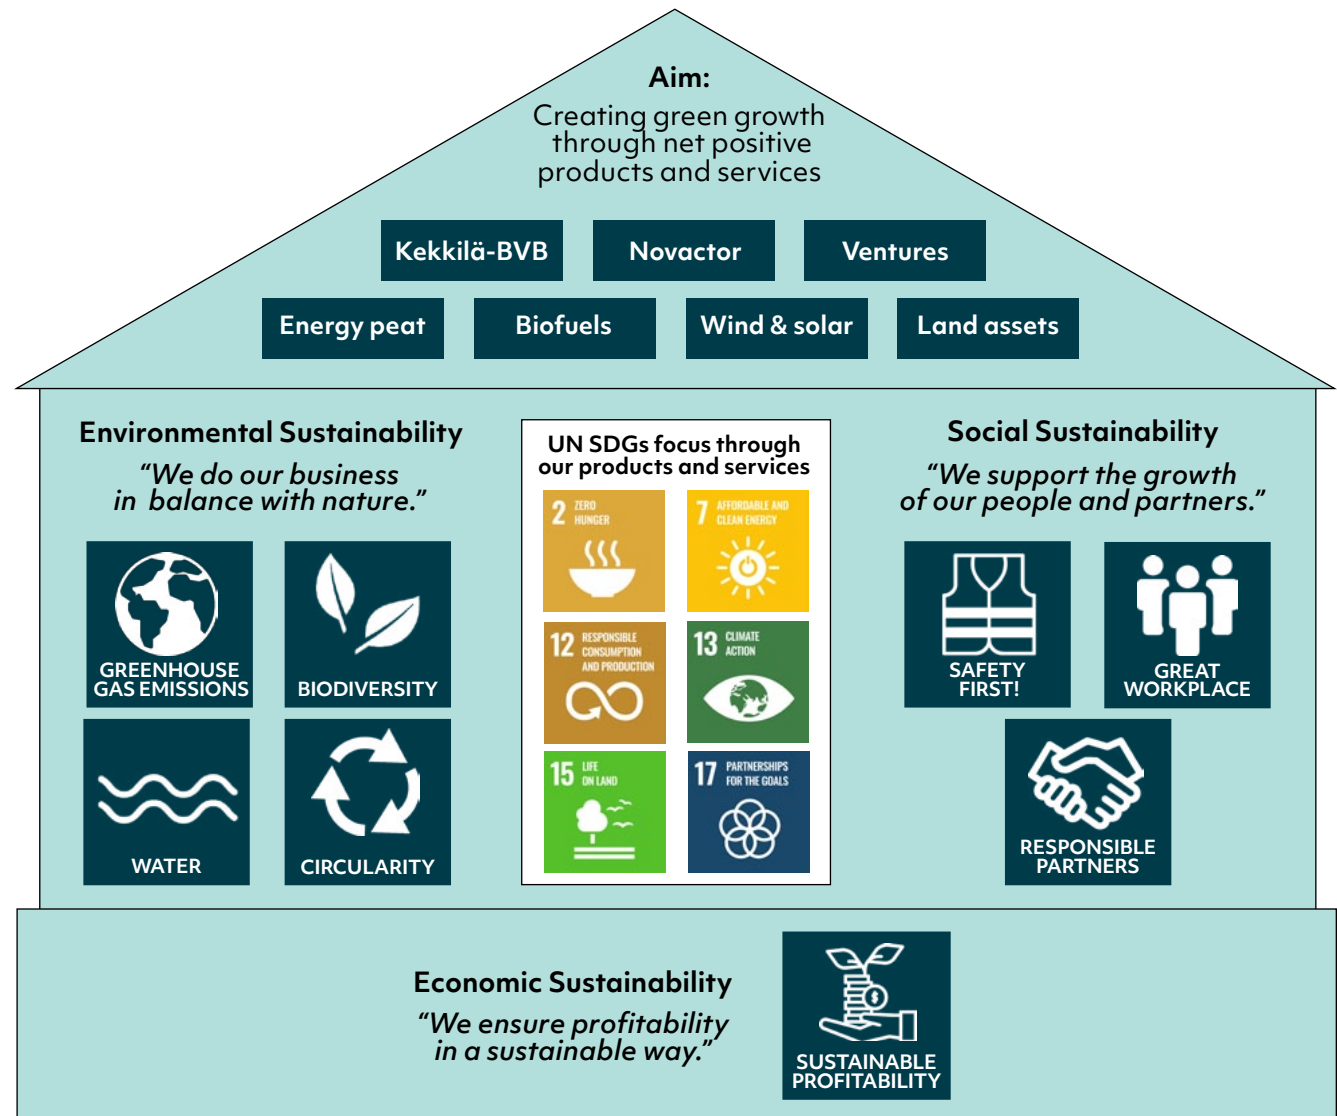 Aim:
Creating green growth
through net positive
products and services
Kekkilä-BVB
Novactor
Ventures
Energy peat
Biofuels
Wind & solar
Land assets
Environmental Sustainability
“We do our business
in balance with nature.”
GREENHOUSE
GAS EMISSIONS
BIODIVERSITY
WATER
CIRCULARITY
UN SDGs focus through
our products and services
2 ZERO
HUNGER
7 AFFORDABLE AND
CLEAN ENERGY
12 RESPONSIBLE
CONSUMPTION
AND PRODUCTION
13 CLIMATE
ACTION
15 LIFE
ON LAND
17 PARTNERSHIPS
FOR THE GOALS
Social Sustainability
“We support the growth
of our people and partners.”
SAFETY
FIRST!
GREAT
WORKPLACE
RESPONSIBLE
PARTNERS
Economic Sustainability
“We ensure profitability
in a sustainable way.”
$
SUSTAINABLE
PROFITABILITY